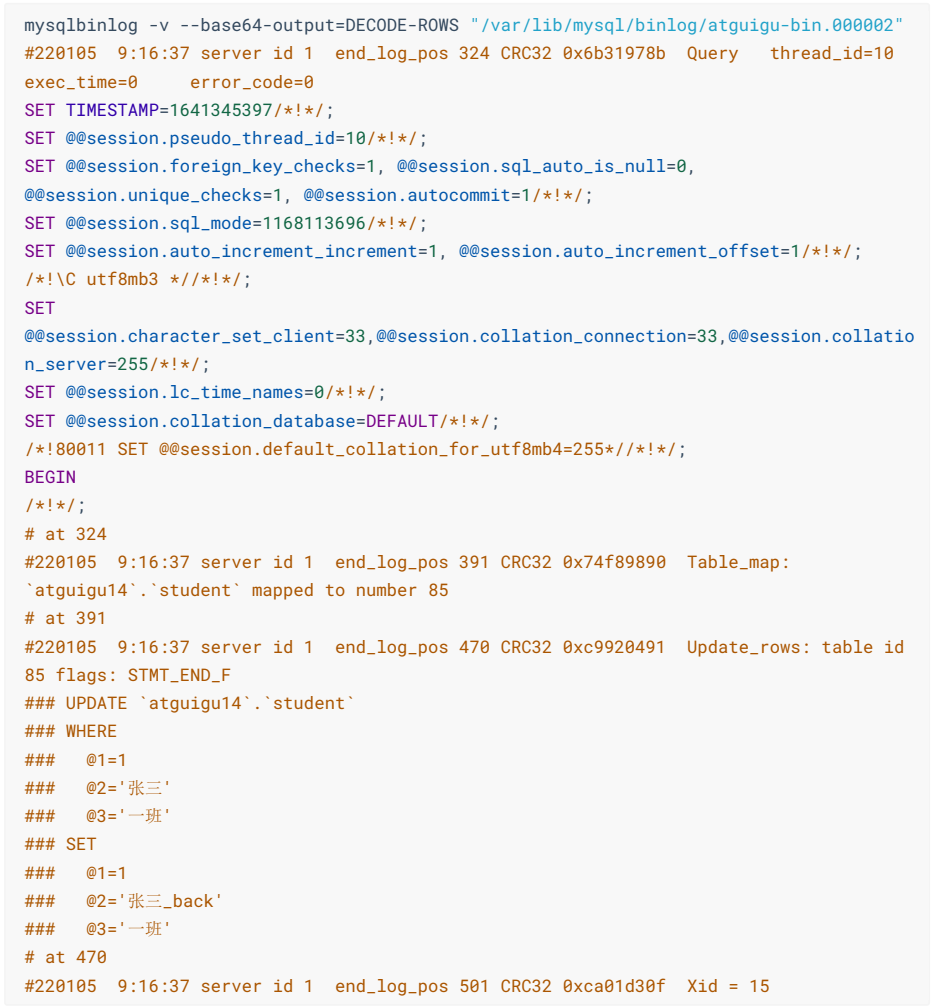 mysqlbinlog -v --base64-output=DECODE-ROWS "/var/lib/mysql/binlog/atguigu-bin.000002"
#220105  9:16:37 server id 1  end_log_pos 324 CRC32 0x6b31978b  Query   thread_id=10
exec_time=0     error_code=0
SET TIMESTAMP=1641345397/*!*/;
SET @@session.pseudo_thread_id=10/*!*/;
SET @@session.foreign_key_checks=1, @@session.sql_auto_is_null=0,
@@session.unique_checks=1, @@session.autocommit=1/*!*/;
SET @@session.sql_mode=1168113696/*!*/;
SET @@session.auto_increment_increment=1, @@session.auto_increment_offset=1/*!*/;
/*!\C utf8mb3 *//*!*/;
SET
@@session.character_set_client=33,@@session.collation_connection=33,@@session.collatio
n_server=255/*!*/;
SET @@session.lc_time_names=0/*!*/;
SET @@session.collation_database=DEFAULT/*!*/;
/*!80011 SET @@session.default_collation_for_utf8mb4=255*//*!*/;
BEGIN
/*!*/;
# at 324
#220105  9:16:37 server id 1  end_log_pos 391 CRC32 0x74f89890  Table_map:
`atguigu14`.`student` mapped to number 85
# at 391
#220105  9:16:37 server id 1  end_log_pos 470 CRC32 0xc9920491  Update_rows: table id
85 flags: STMT_END_F
### UPDATE `atguigu14`.`student`
### WHERE
###   @1=1
###   @2='张三'
###   @3='一班'
### SET
###   @1=1
###   @2='张三_back'
###   @3='一班'
# at 470
#220105  9:16:37 server id 1  end_log_pos 501 CRC32 0xca01d30f  Xid = 15